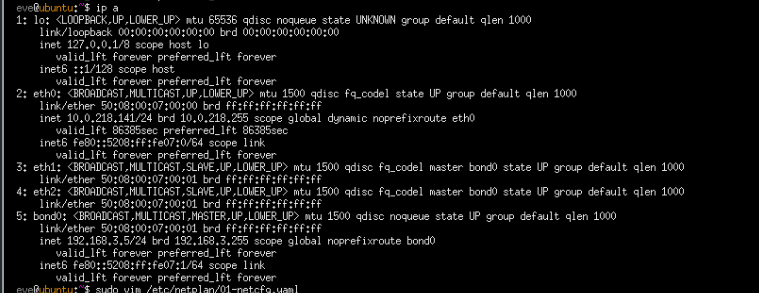 eve@ubuntu:~$ ip a
1: lo: <LOOPBACK,UP,LOWER_UP> mtu 65536 qdisc noqueue state UNKNOWN group default qlen 1000
link/loopback 00:00:00:00:00:00 brd 00:00:00:00:00:00
inet 127.0.0.1/8 scope host lo
valid_lft forever preferred_lft forever
inet6 ::1/128 scope host
valid_lft forever preferred_lft forever
2: eth0: <BROADCAST,MULTICAST,UP,LOWER_UP> mtu 1500 qdisc fq_codel state UP group default qlen 1000
link/ether 50:08:00:07:00:00 brd ff:ff:ff:ff:ff:ff
inet 10.0.218.141/24 brd 10.0.218.255 scope global dynamic noprefixroute eth0
valid_lft 86385sec preferred_lft 86385sec
inet6 fe80::5208:ff:fe07:0/64 scope link
valid_lft forever preferred_lft forever
3: eth1: <BROADCAST,MULTICAST,SLAVE,UP,LOWER_UP> mtu 1500 qdisc fq_codel master bond0 state UP group default qlen 1000
link/ether 50:08:00:07:00:01 brd ff:ff:ff:ff:ff:ff
4: eth2: <BROADCAST,MULTICAST,SLAVE,UP,LOWER_UP> mtu 1500 qdisc fq_codel master bond0 state UP group default qlen 1000
link/ether 50:08:00:07:00:01 brd ff:ff:ff:ff:ff:ff
5: bond0: <BROADCAST,MULTICAST,MASTER,UP,LOWER_UP> mtu 1500 qdisc noqueue state UP group default qlen 1000
link/ether 50:08:00:07:00:01 brd ff:ff:ff:ff:ff:ff
inet 192.168.3.5/24 brd 192.168.3.255 scope global noprefixroute bond0
valid_lft forever preferred_lft forever
inet6 fe80::5208:ff:fe07:1/64 scope link
valid_lft forever preferred_lft forever
eve@ubuntu:~$ sudo vim /etc/netplan/01-netcfg.yaml